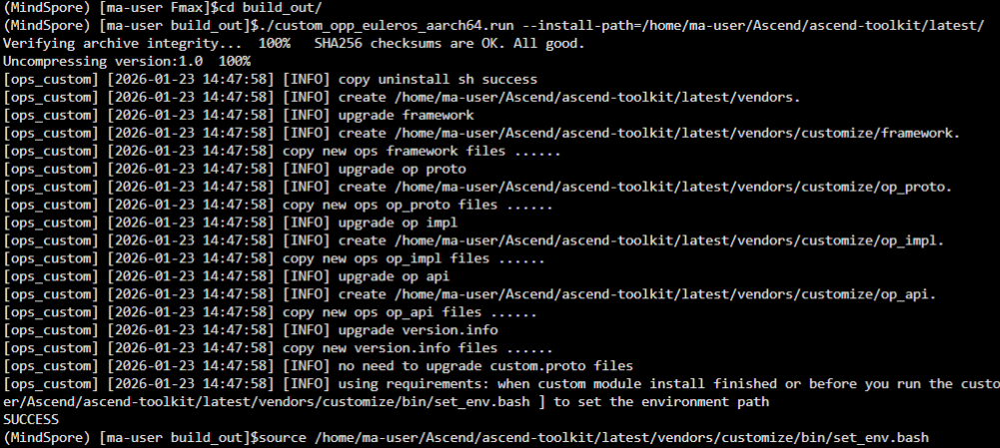 (MindSpore) [ma-user Fmax]$cd build_out/
(MindSpore) [ma-user build_out]$./custom_opp_euleros_aarch64.run --install-path=/home/ma-user/Ascend/ascend-toolkit/latest/
Verifying archive integrity...  100%   SHA256 checksums are OK. All good.
Uncompressing version:1.0  100%
[ops_custom] [2026-01-23 14:47:58] [INFO] copy uninstall sh success
[ops_custom] [2026-01-23 14:47:58] [INFO] create /home/ma-user/Ascend/ascend-toolkit/latest/vendors.
[ops_custom] [2026-01-23 14:47:58] [INFO] upgrade framework
[ops_custom] [2026-01-23 14:47:58] [INFO] create /home/ma-user/Ascend/ascend-toolkit/latest/vendors/customize/framework.
[ops_custom] [2026-01-23 14:47:58] copy new ops framework files ......
[ops_custom] [2026-01-23 14:47:58] [INFO] upgrade op proto
[ops_custom] [2026-01-23 14:47:58] [INFO] create /home/ma-user/Ascend/ascend-toolkit/latest/vendors/customize/op_proto.
[ops_custom] [2026-01-23 14:47:58] copy new ops op_proto files ......
[ops_custom] [2026-01-23 14:47:58] [INFO] upgrade op impl
[ops_custom] [2026-01-23 14:47:58] [INFO] create /home/ma-user/Ascend/ascend-toolkit/latest/vendors/customize/op_impl.
[ops_custom] [2026-01-23 14:47:58] copy new ops op_impl files ......
[ops_custom] [2026-01-23 14:47:58] [INFO] upgrade op api
[ops_custom] [2026-01-23 14:47:58] [INFO] create /home/ma-user/Ascend/ascend-toolkit/latest/vendors/customize/op_api.
[ops_custom] [2026-01-23 14:47:58] copy new ops op_api files ......
[ops_custom] [2026-01-23 14:47:58] [INFO] upgrade version.info
[ops_custom] [2026-01-23 14:47:58] copy new version.info files ......
[ops_custom] [2026-01-23 14:47:58] [INFO] no need to upgrade custom.proto files
[ops_custom] [2026-01-23 14:47:58] [INFO] using requirements: when custom module install finished or before you run the custo
er/Ascend/ascend-toolkit/latest/vendors/customize/bin/set_env.bash ] to set the environment path
SUCCESS
(MindSpore) [ma-user build_out]$source /home/ma-user/Ascend/ascend-toolkit/latest/vendors/customize/bin/set_env.bash